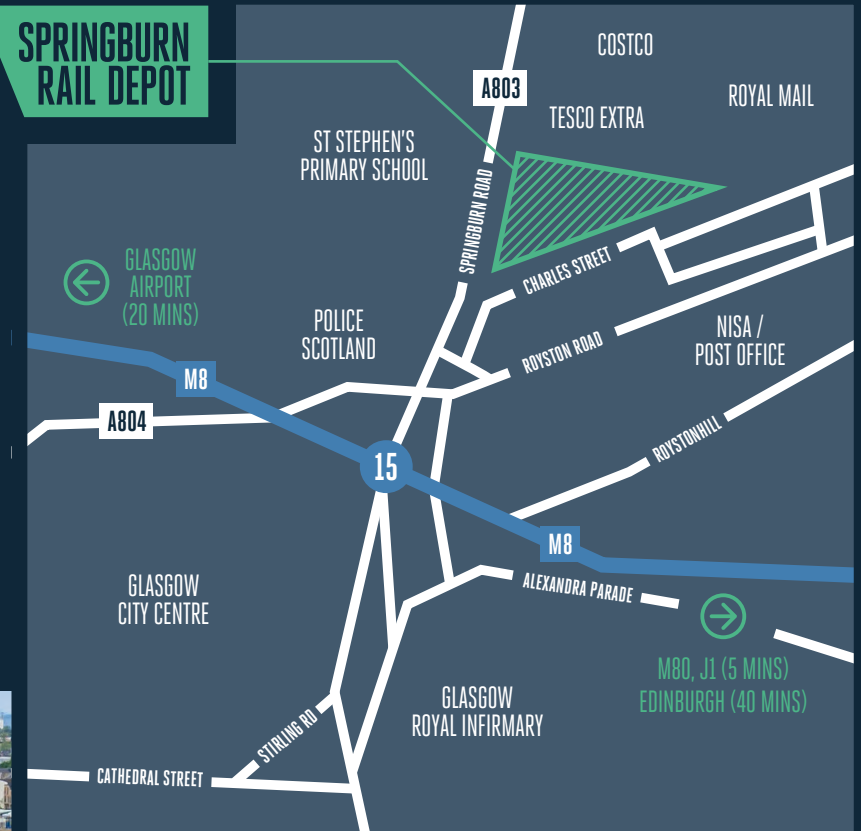 SPRINGBURN
RAIL DEPOT
COSTCO
A803
ROYAL MAIL
TESCO EXTRA
ST STEPHEN'S
PRIMARY SCHOOL
SPRINGBURN ROAD
GLASGOW
AIRPORT
(20 MINS)
CHARLES STREET
POLICE
SCOTLAND
NISA /
POST OFFICE
ROYSTON ROAD
M8
A804
ROYSTONHILL
15
M8
ALEXANDRA PARADE
GLASGOW
CITY CENTRE
M80, J1 (5 MINS)
EDINBURGH (40 MINS)
GLASGOW
ROYAL INFIRMARY
STIRLING RD
CATHEDRAL STREET